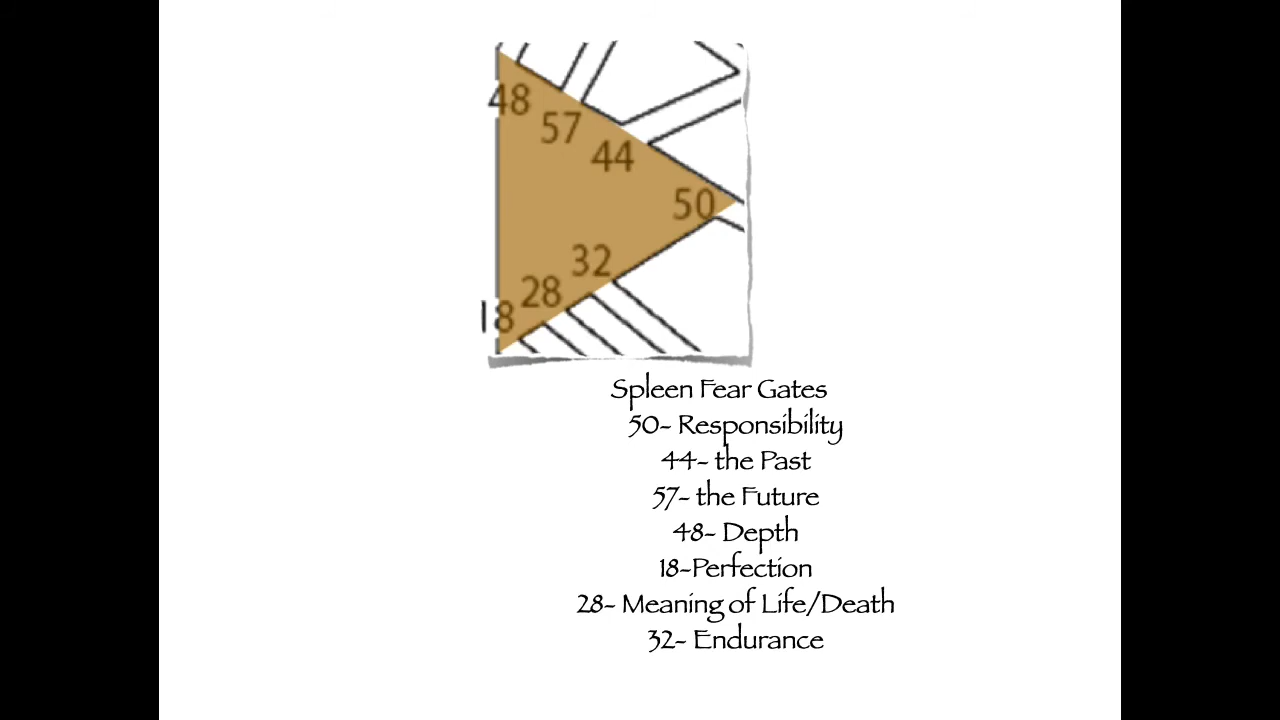 48
57
44
50
32
28
18
Spleen Fear Gates
50- Responsibility
44- the Past
57- the Future
48- Depth
18-Perfection
28- Meaning of Life/Death
32- Endurance